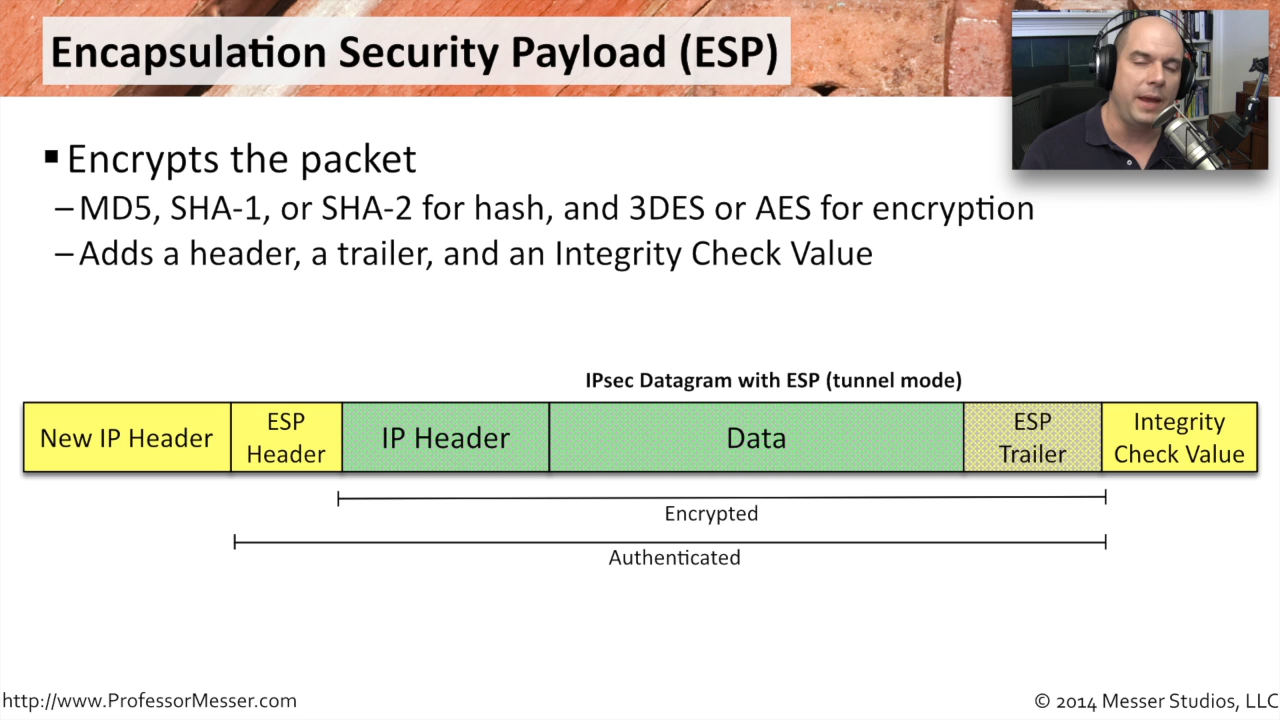 Encapsulation Security Payload (ESP)
▪ Encrypts the packet
– MD5, SHA-1, or SHA-2 for hash, and 3DES or AES for encryption
– Adds a header, a trailer, and an Integrity Check Value
IPsec Datagram with ESP (tunnel mode)
New IP Header
ESP
Header
IP Header
Data
ESP
Trailer
Integrity
Check Value
Encrypted
Authenticated
http://www.ProfessorMesser.com
© 2014 Messer Studios, LLC